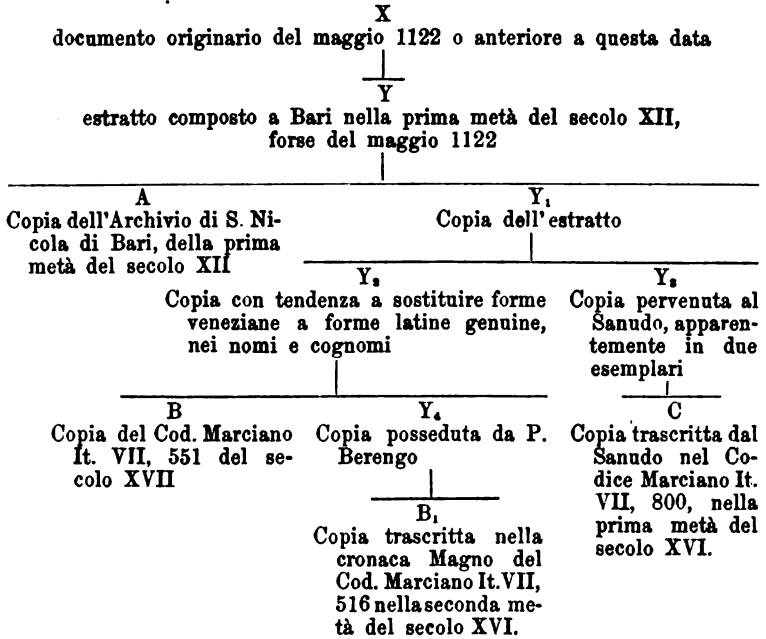 X
documento originario del maggio 1122 o anteriore a questa data
Y
estratto composto a Bari nella prima metà del secolo XII,
forse del maggio 1122
A
Copia dell'Archivio di S. Ni-
cola di Bari, della prima
metà del secolo XII
Y₁
Copia dell'estratto
Y₂
Copia con tendenza a sostituire forme
veneziane a forme latine genuine,
nei nomi e cognomi
Y₃
Copia pervenuta al
Sanudo, apparen-
temente in due
esemplari
B
Copia del Cod. Marciano
It. VII, 551 del se-
colo XVII
Y₄
Copia posseduta da P.
Berengo
C
Copia trascritta dal
Sanudo nel Co-
dice Marciano It.
VII, 800, nella
prima metà del
secolo XVI.
B₁
Copia trascritta nella
cronaca Magno del
Cod. Marciano It. VII,
516 nella seconda me-
tà del secolo XVI.